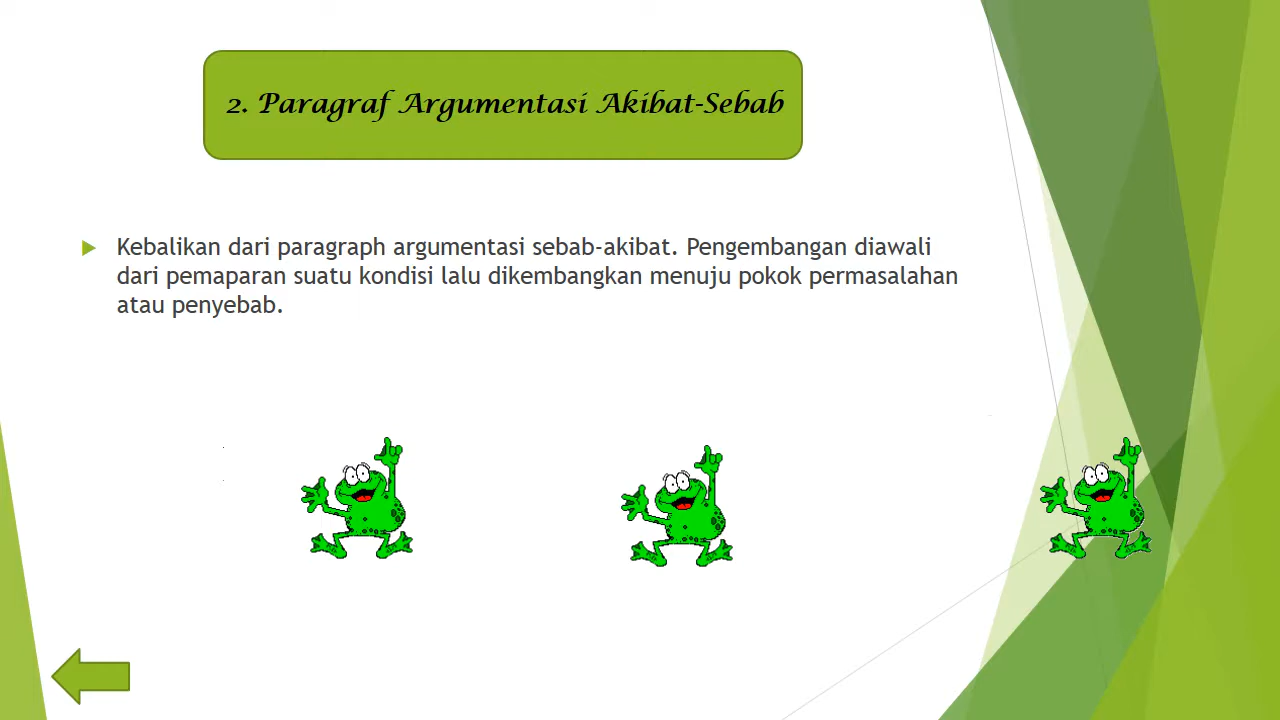 2. Paragraf Argumentasi Akibat-Sebab
Kebalikan dari paragraph argumentasi sebab-akibat. Pengembangan diawali
dari pemaparan suatu kondisi lalu dikembangkan menuju pokok permasalahan
atau penyebab.